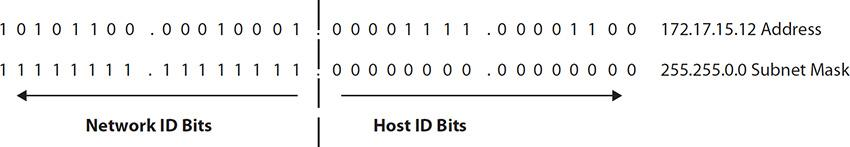 1 0 1 0 1 1 0 0 . 0 0 0 1 0 0 0 1 . 0 0 0 0 1 1 1 1 . 0 0 0 0 1 1 0 0 172.17.15.12 Address
1 1 1 1 1 1 1 1 . 1 1 1 1 1 1 1 1 . 0 0 0 0 0 0 0 0 . 0 0 0 0 0 0 0 0 255.255.0.0 Subnet Mask
Network ID Bits Host ID Bits